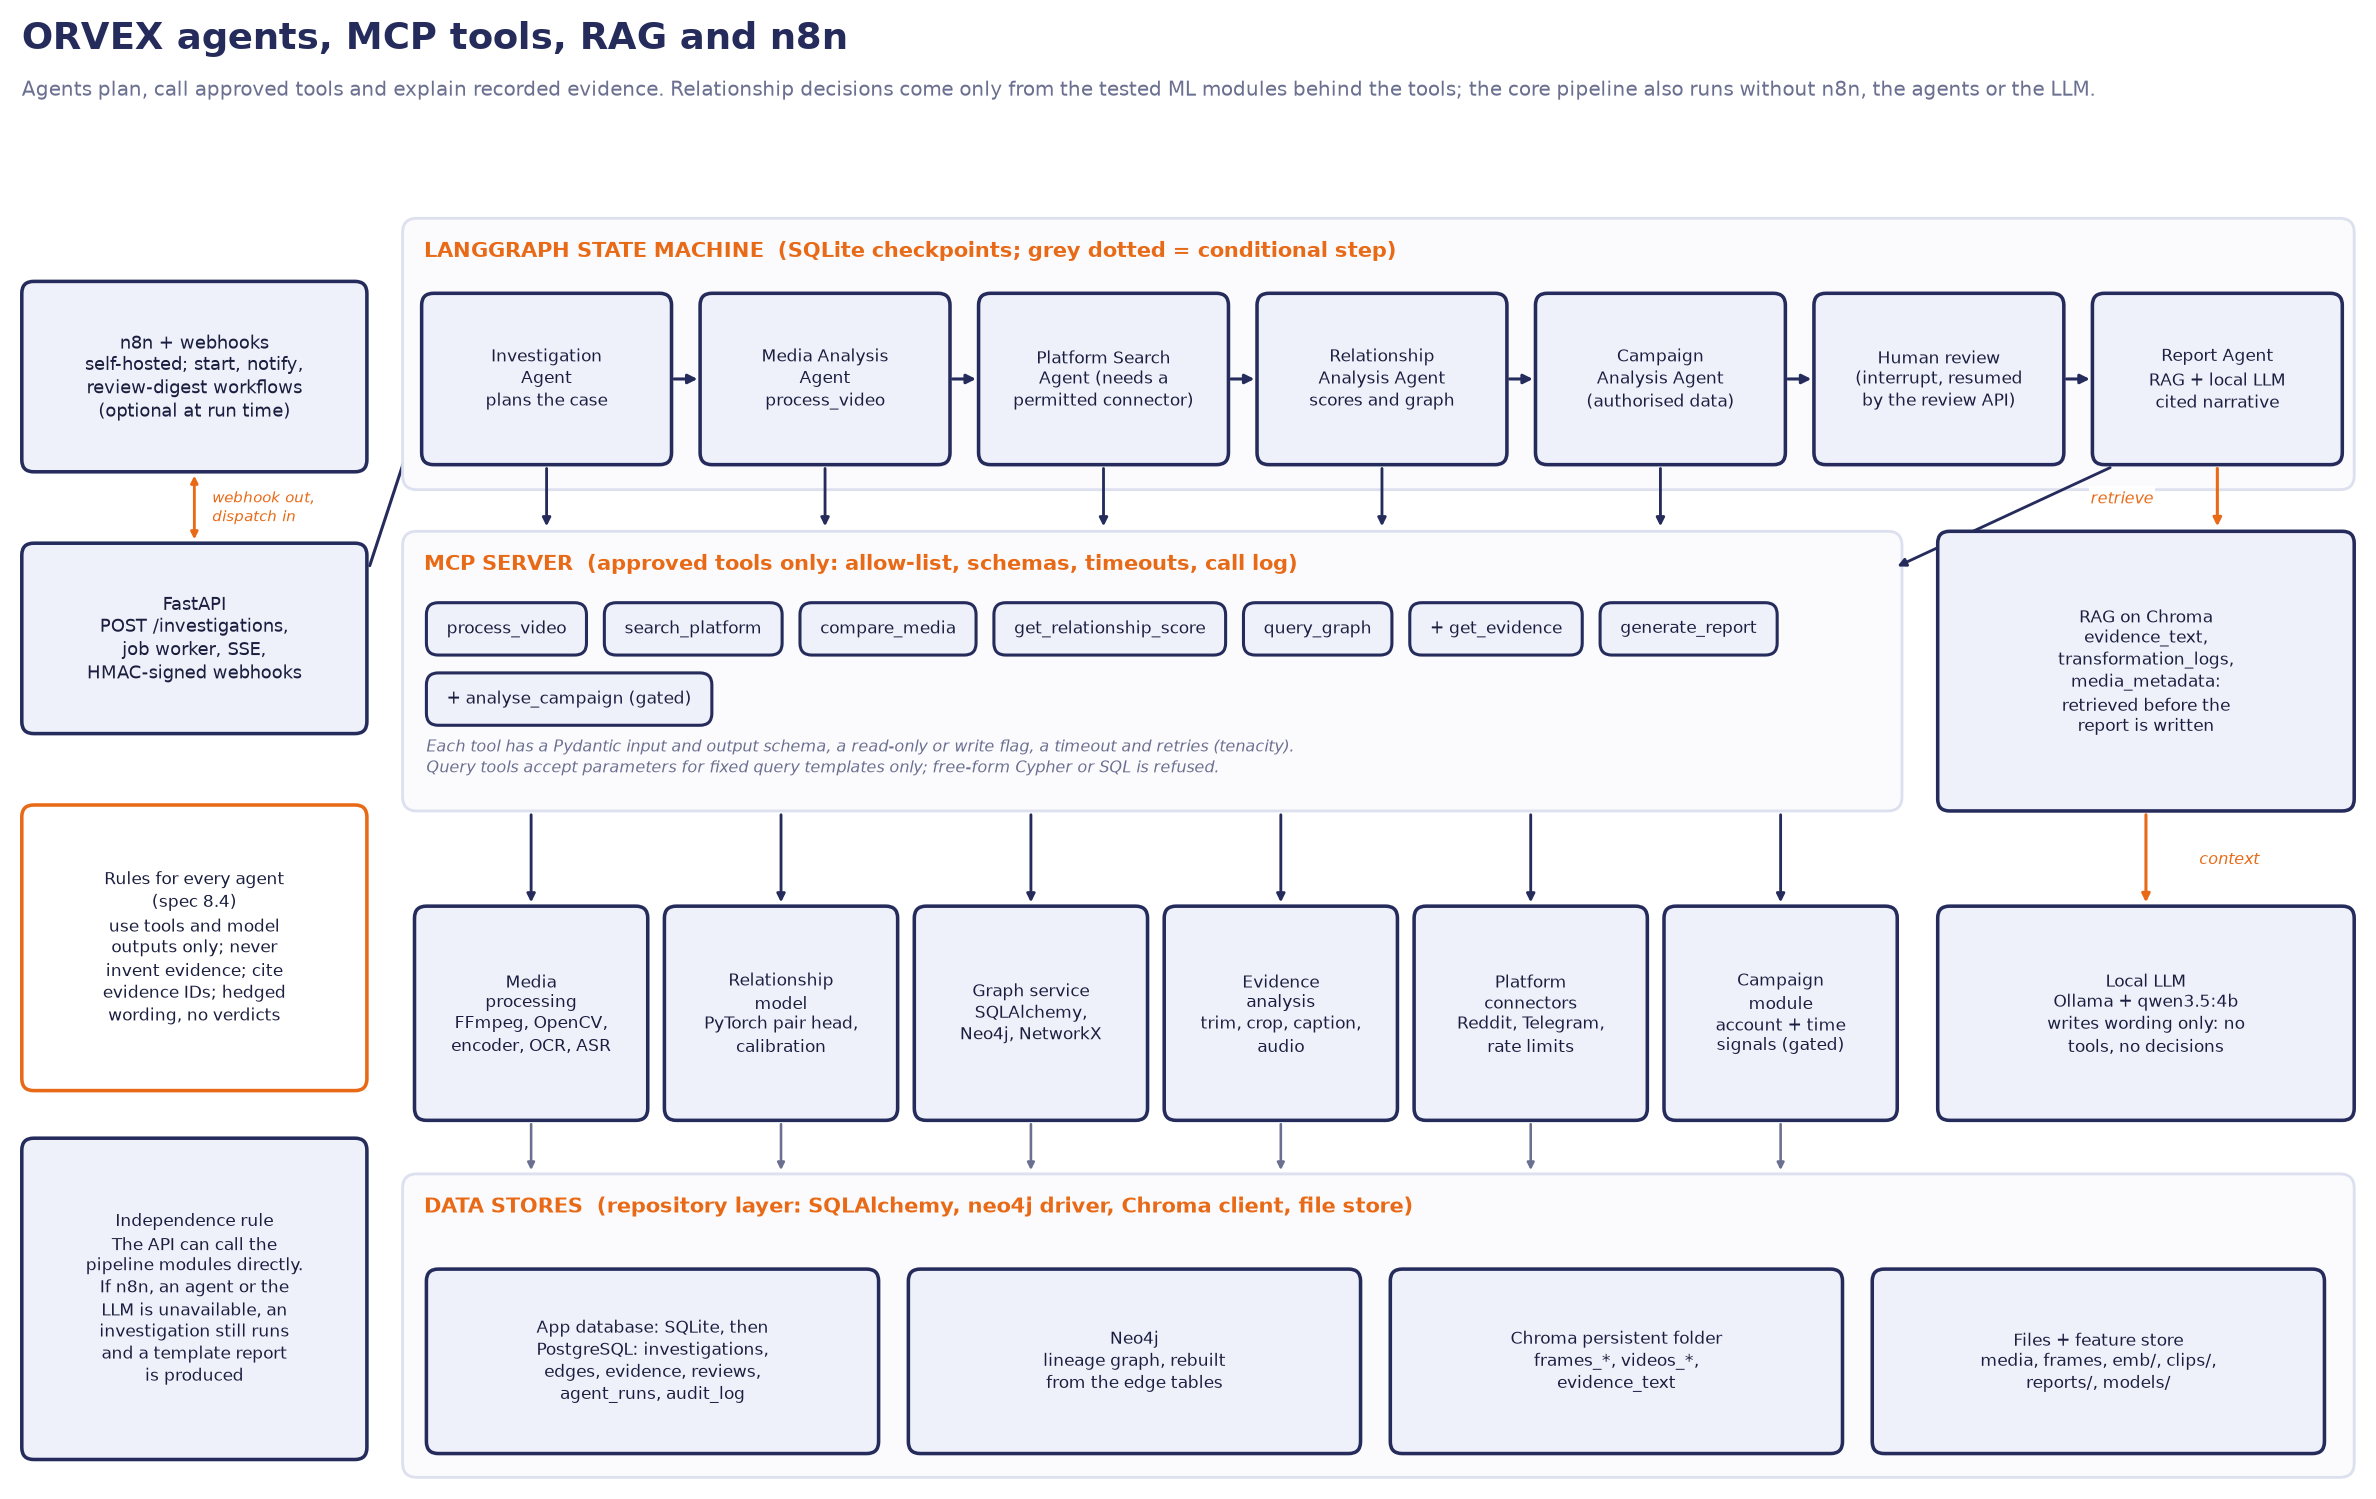 ORVEX agents, MCP tools, RAG and n8n
Agents plan, call approved tools and explain recorded evidence. Relationship decisions come only from the tested ML modules behind the tools; the core pipeline also runs without n8n, the agents or the LLM.
LANGGRAPH STATE MACHINE (SQLite checkpoints; grey dotted = conditional step)
n8n + webhooks
self-hosted; start, notify,
review-digest workflows
(optional at run time)
Investigation
Agent
plans the case
Media Analysis
Agent
process_video
Platform Search
Agent (needs a
permitted connector)
Relationship
Analysis Agent
scores and graph
Campaign
Analysis Agent
(authorised data)
Human review
(interrupt, resumed
by the review API)
Report Agent
RAG + local LLM
cited narrative
webhook out,
dispatch in
retrieve
FastAPI
POST /investigations,
job worker, SSE,
HMAC-signed webhooks
MCP SERVER (approved tools only: allow-list, schemas, timeouts, call log)
process_video
search_platform
compare_media
get_relationship_score
query_graph
+ get_evidence
generate_report
+ analyse_campaign (gated)
Each tool has a Pydantic input and output schema, a read-only or write flag, a timeout and retries (tenacity).
Query tools accept parameters for fixed query templates only; free-form Cypher or SQL is refused.
RAG on Chroma
evidence_text,
transformation_logs,
media_metadata:
retrieved before the
report is written
context
Rules for every agent
(spec 8.4)
use tools and model
outputs only; never
invent evidence; cite
evidence IDs; hedged
wording, no verdicts
Media
processing
FFmpeg, OpenCV,
encoder, OCR, ASR
Relationship
model
PyTorch pair head,
calibration
Graph service
SQLAlchemy,
Neo4j, NetworkX
Evidence
analysis
trim, crop, caption,
audio
Platform
connectors
Reddit, Telegram,
rate limits
Campaign
module
account + time
signals (gated)
Local LLM
Ollama + qwen3.5:4b
writes wording only: no
tools, no decisions
Independence rule
The API can call the
pipeline modules directly.
If n8n, an agent or the
LLM is unavailable, an
investigation still runs
and a template report
is produced
DATA STORES (repository layer: SQLAlchemy, neo4j driver, Chroma client, file store)
App database: SQLite, then
PostgreSQL: investigations,
edges, evidence, reviews,
agent_runs, audit_log
Neo4j
lineage graph, rebuilt
from the edge tables
Chroma persistent folder
frames_*, videos_*,
evidence_text
Files + feature store
media, frames, emb/, clips/,
reports/, models/